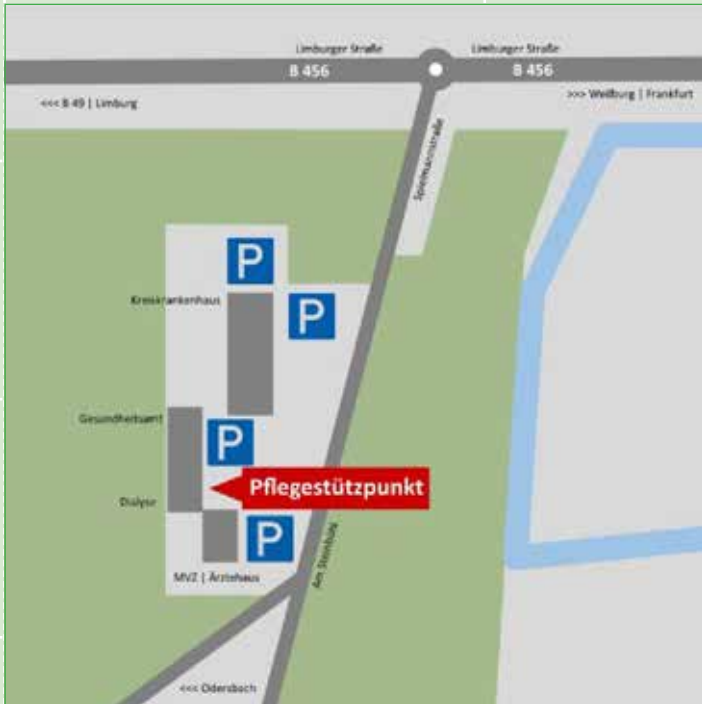 Limburger Straße
Limburger Straße
B 456
B 456
<<< B 49 | Limburg
>>> Weilburg | Frankfurt
Spielmannstraße
P
Kreiskrankenhaus
P
Gesundheitsamt
P
Pflegestützpunkt
Dialyse
P
Am Steinbühl
MVZ | Ärztehaus
<<< Odersbach